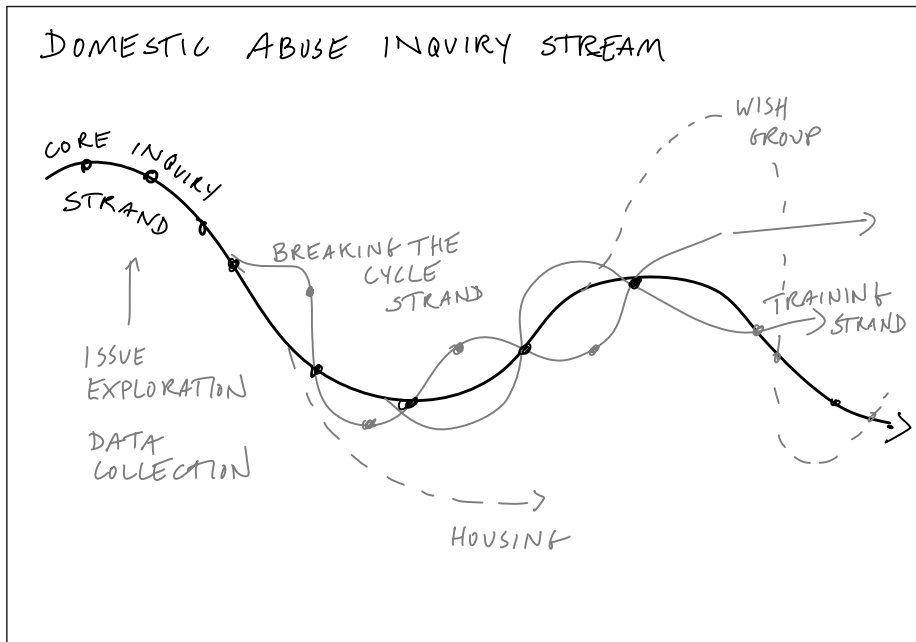 DOMESTIC ABUSE INQUIRY STREAM
CORE INQUIRY
STRAND
BREAKING THE
CYCLE
STRAND
WISH
GROUP
TRAINING
STRAND
ISSUE
EXPLORATION
DATA
COLLECTION
HOUSING